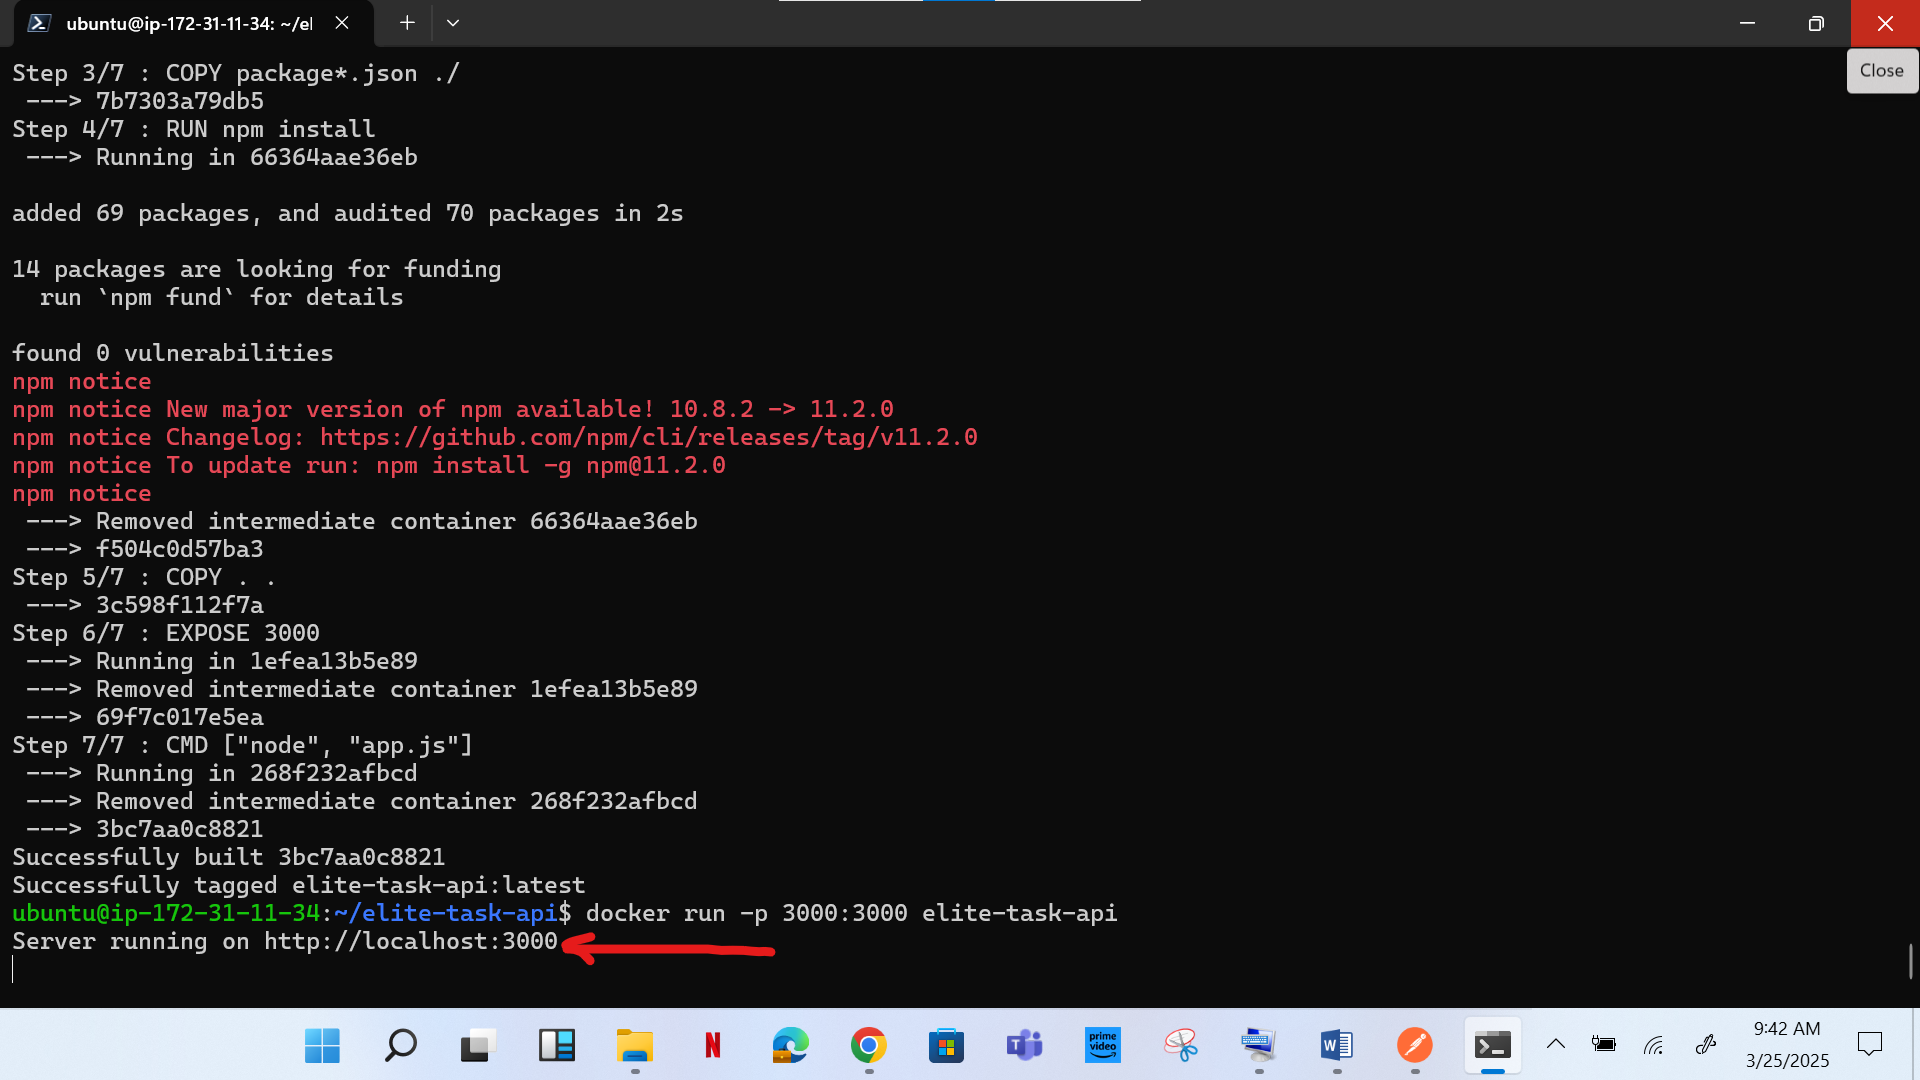 ubuntu@ip-172-31-11-34: ~/el
Close
Step 3/7 : COPY package*.json ./
---> 7b7303a79db5
Step 4/7 : RUN npm install
---> Running in 66364aae36eb
added 69 packages, and audited 70 packages in 2s
14 packages are looking for funding
run `npm fund` for details
found 0 vulnerabilities
npm notice
npm notice New major version of npm available! 10.8.2 -> 11.2.0
npm notice Changelog: https://github.com/npm/cli/releases/tag/v11.2.0
npm notice To update run: npm install -g npm@11.2.0
npm notice
---> Removed intermediate container 66364aae36eb
---> f504c0d57ba3
Step 5/7 : COPY . .
---> 3c598f112f7a
Step 6/7 : EXPOSE 3000
---> Running in 1efea13b5e89
---> Removed intermediate container 1efea13b5e89
---> 69f7c017e5ea
Step 7/7 : CMD ["node", "app.js"]
---> Running in 268f232afbcd
---> Removed intermediate container 268f232afbcd
---> 3bc7aa0c8821
Successfully built 3bc7aa0c8821
Successfully tagged elite-task-api:latest
ubuntu@ip-172-31-11-34:~/elite-task-api$ docker run -p 3000:3000 elite-task-api
Server running on http://localhost:3000
N
T
prime video
W
9:42 AM
3/25/2025